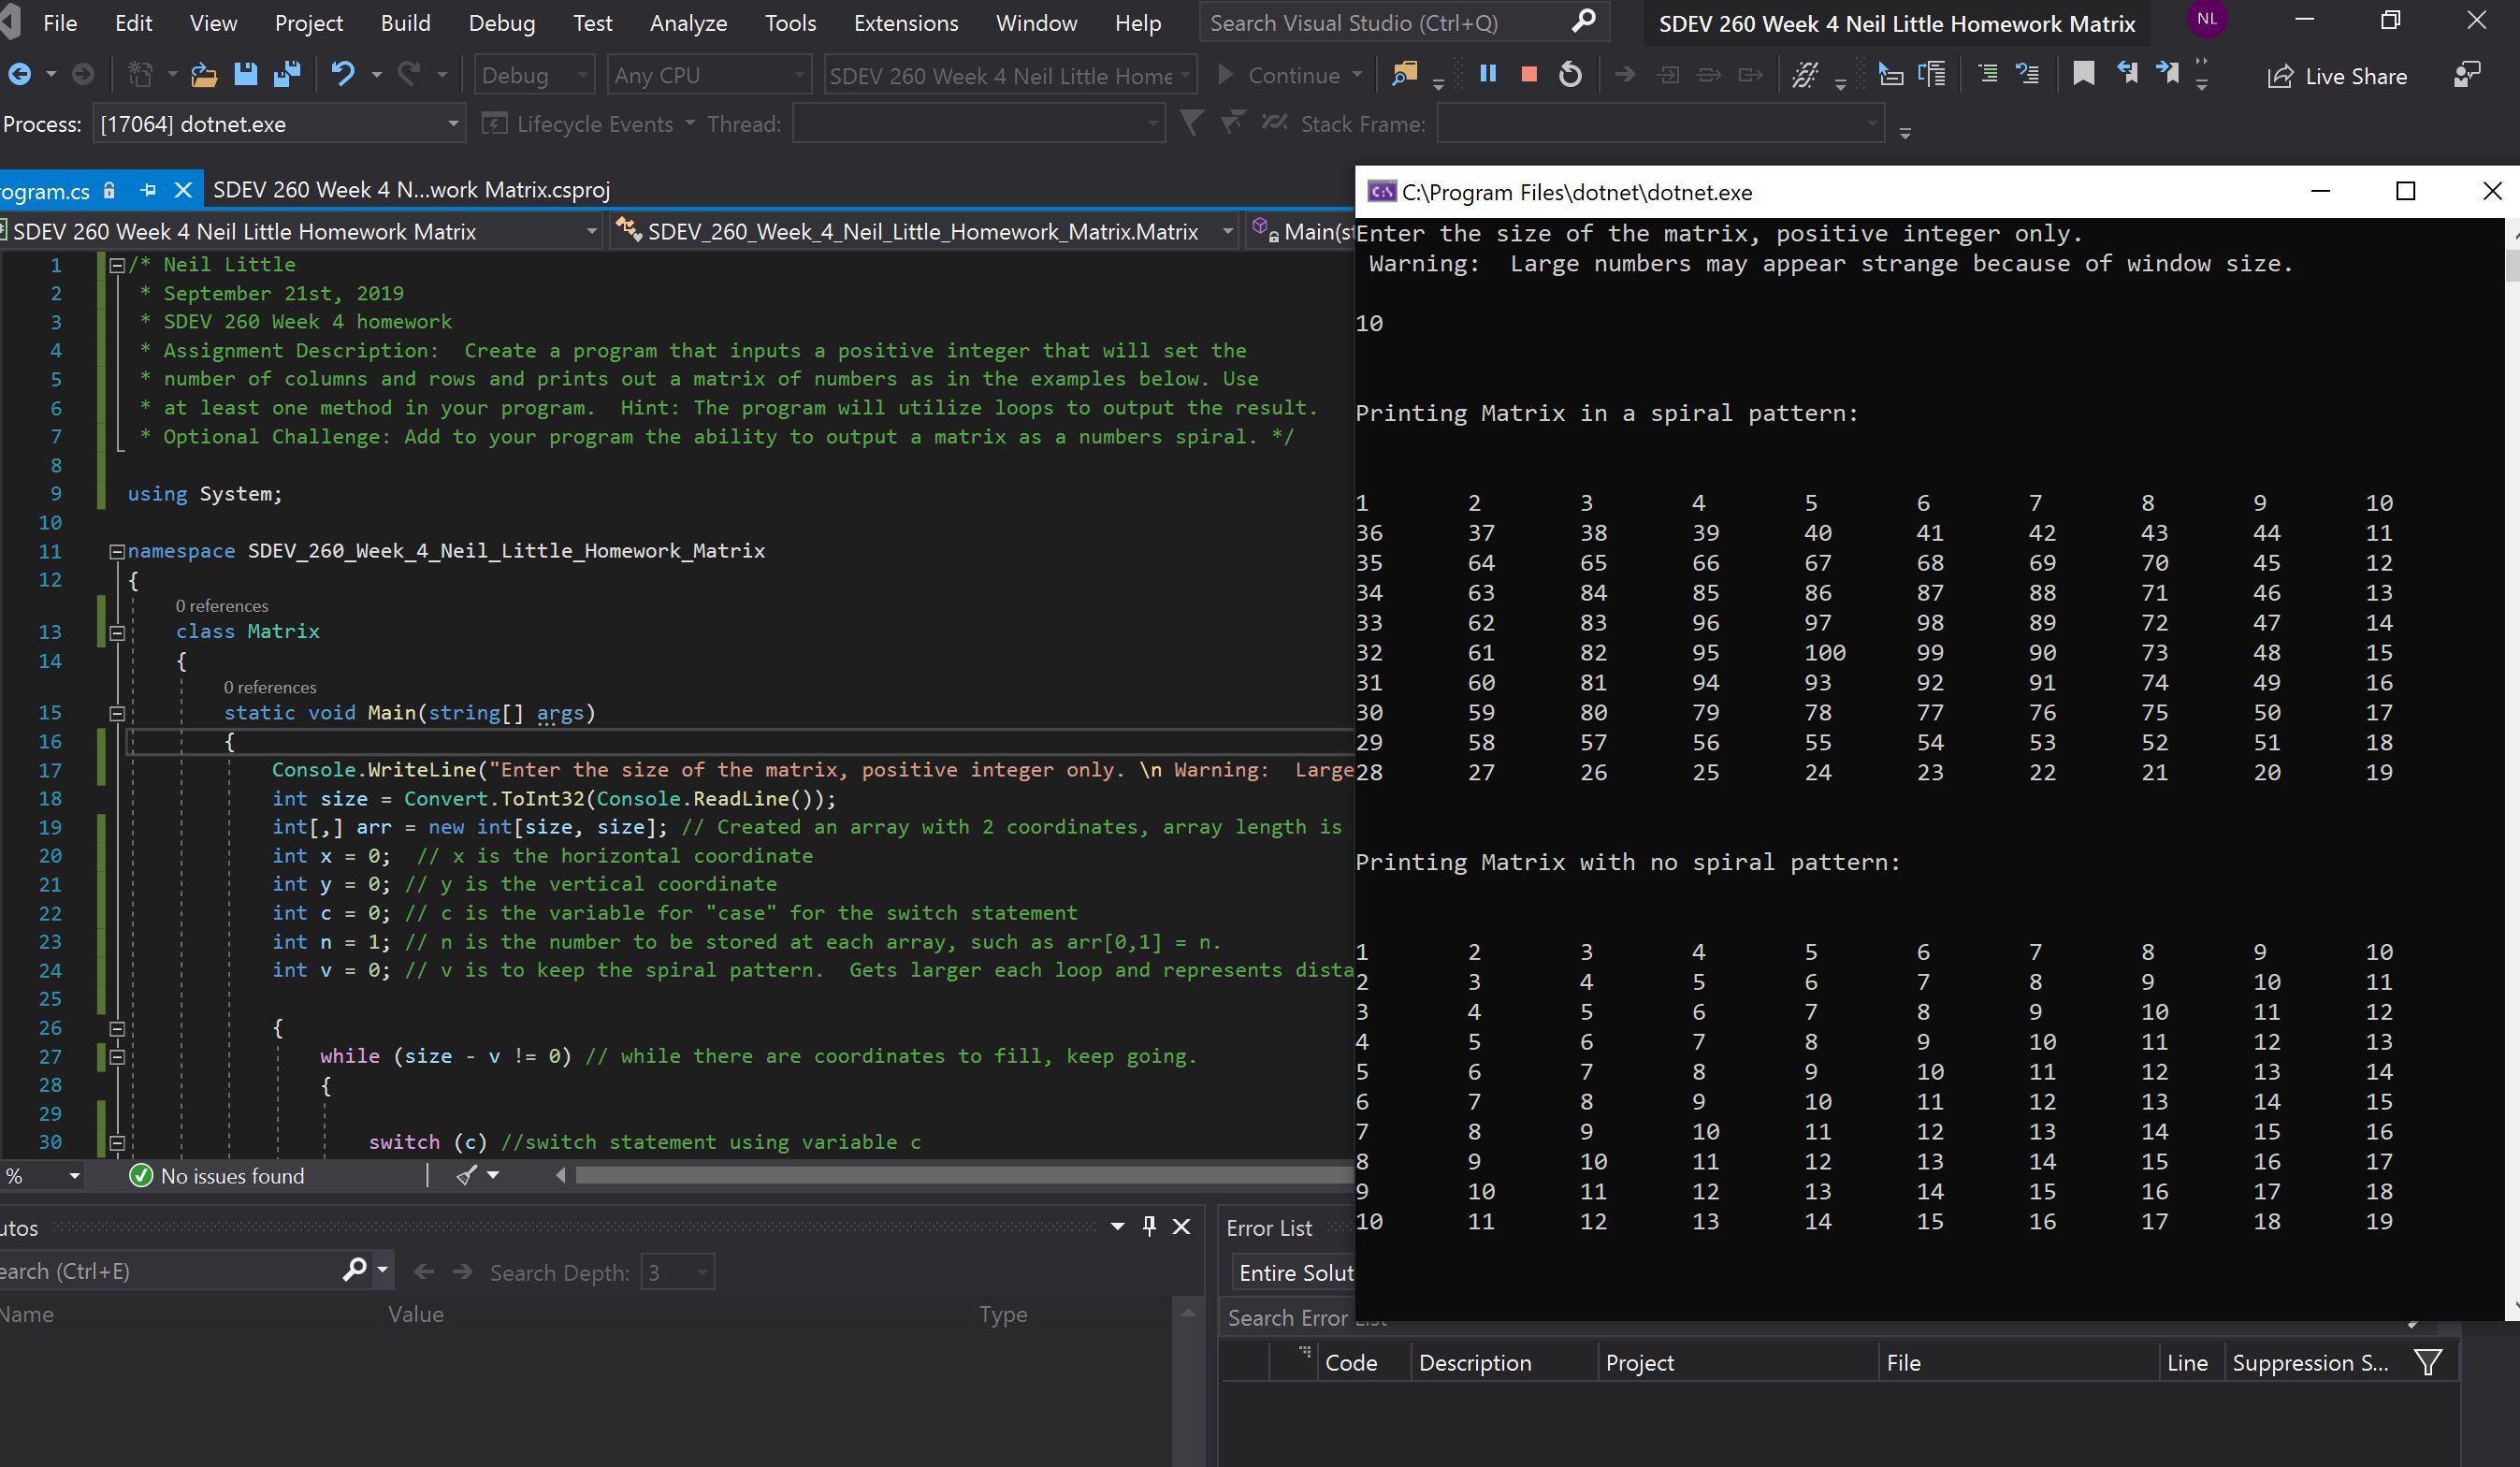 File Edit View Project Build Debug Test Analyze Tools Extensions Window Help Search Visual Studio (Ctrl+Q) SDEV 260 Week 4 Neil Little Homework Matrix NL
Debug Any CPU SDEV 260 Week 4 Neil Little Home Continue Live Share
Process: [17064] dotnet.exe Lifecycle Events Thread: Stack Frame:
ogram.cs SDEV 260 Week 4 N...work Matrix.csproj
SDEV 260 Week 4 Neil Little Homework Matrix SDEV_260_Week_4_Neil_Little_Homework_Matrix.Matrix Main(st
1 /* Neil Little
2 * September 21st, 2019
3 * SDEV 260 Week 4 homework
4 * Assignment Description:  Create a program that inputs a positive integer that will set the
5 * number of columns and rows and prints out a matrix of numbers as in the examples below. Use
6 * at least one method in your program.  Hint: The program will utilize loops to output the result.
7 * Optional Challenge: Add to your program the ability to output a matrix as a numbers spiral. */
8
9 using System;
10
11 namespace SDEV_260_Week_4_Neil_Little_Homework_Matrix
12 {
0 references
13 class Matrix
14 {
0 references
15 static void Main(string[] args)
16 {
17 Console.WriteLine("Enter the size of the matrix, positive integer only. \n Warning:  Large
18 int size = Convert.ToInt32(Console.ReadLine());
19 int[,] arr = new int[size, size]; // Created an array with 2 coordinates, array length is
20 int x = 0;  // x is the horizontal coordinate
21 int y = 0; // y is the vertical coordinate
22 int c = 0; // c is the variable for "case" for the switch statement
23 int n = 1; // n is the number to be stored at each array, such as arr[0,1] = n.
24 int v = 0; // v is to keep the spiral pattern.  Gets larger each loop and represents dista
25
26 {
27 while (size - v != 0) // while there are coordinates to fill, keep going.
28 {
29
30 switch (c) //switch statement using variable c
% No issues found
utos
earch (Ctrl+E) Search Depth: 3
Name Value Type
Error List
Entire Solut
Search Error List
Code Description Project File Line Suppression S...
C:\Program Files\dotnet\dotnet.exe
Enter the size of the matrix, positive integer only.
Warning:  Large numbers may appear strange because of window size.
10
Printing Matrix in a spiral pattern:
1 2 3 4 5 6 7 8 9 10
36 37 38 39 40 41 42 43 44 11
35 64 65 66 67 68 69 70 45 12
34 63 84 85 86 87 88 71 46 13
33 62 83 96 97 98 89 72 47 14
32 61 82 95 100 99 90 73 48 15
31 60 81 94 93 92 91 74 49 16
30 59 80 79 78 77 76 75 50 17
29 58 57 56 55 54 53 52 51 18
28 27 26 25 24 23 22 21 20 19
Printing Matrix with no spiral pattern:
1 2 3 4 5 6 7 8 9 10
2 3 4 5 6 7 8 9 10 11
3 4 5 6 7 8 9 10 11 12
4 5 6 7 8 9 10 11 12 13
5 6 7 8 9 10 11 12 13 14
6 7 8 9 10 11 12 13 14 15
7 8 9 10 11 12 13 14 15 16
8 9 10 11 12 13 14 15 16 17
9 10 11 12 13 14 15 16 17 18
10 11 12 13 14 15 16 17 18 19